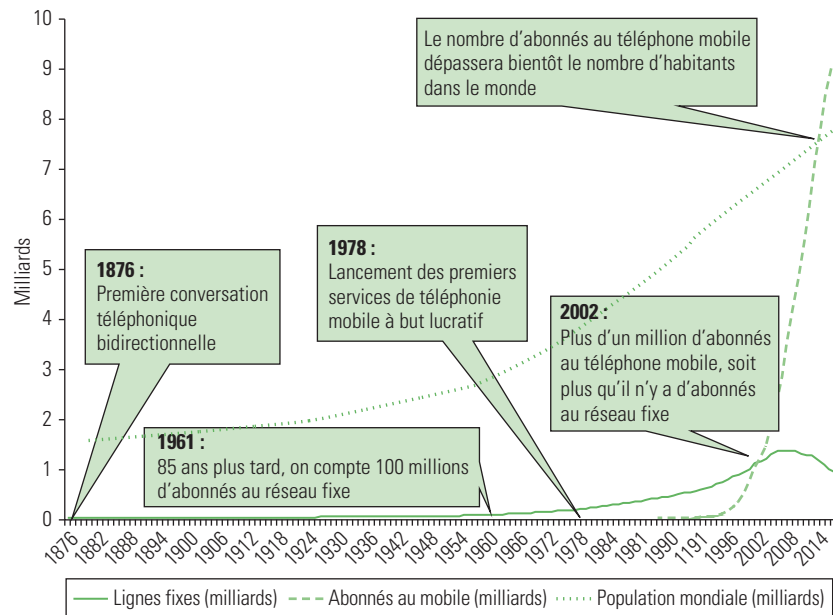 10
9
8
7
6
5
4
3
2
1
0
Milliards
Le nombre d'abonnés au téléphone mobile
dépassera bientôt le nombre d'habitants
dans le monde
1876 :
Première conversation
téléphonique
bidirectionnelle
1978 :
Lancement des premiers
services de téléphonie
mobile à but lucratif
2002 :
Plus d'un million d'abonnés
au téléphone mobile, soit
plus qu'il n'y a d'abonnés
au réseau fixe
1961 :
85 ans plus tard, on compte 100 millions
d'abonnés au réseau fixe
1876
1882
1888
1894
1900
1906
1912
1918
1924
1930
1936
1942
1948
1954
1960
1966
1972
1978
1984
1981
1990
1191
1996
2002
2008
2014
Lignes fixes (milliards)
Abonnés au mobile (milliards)
Population mondiale (milliards)